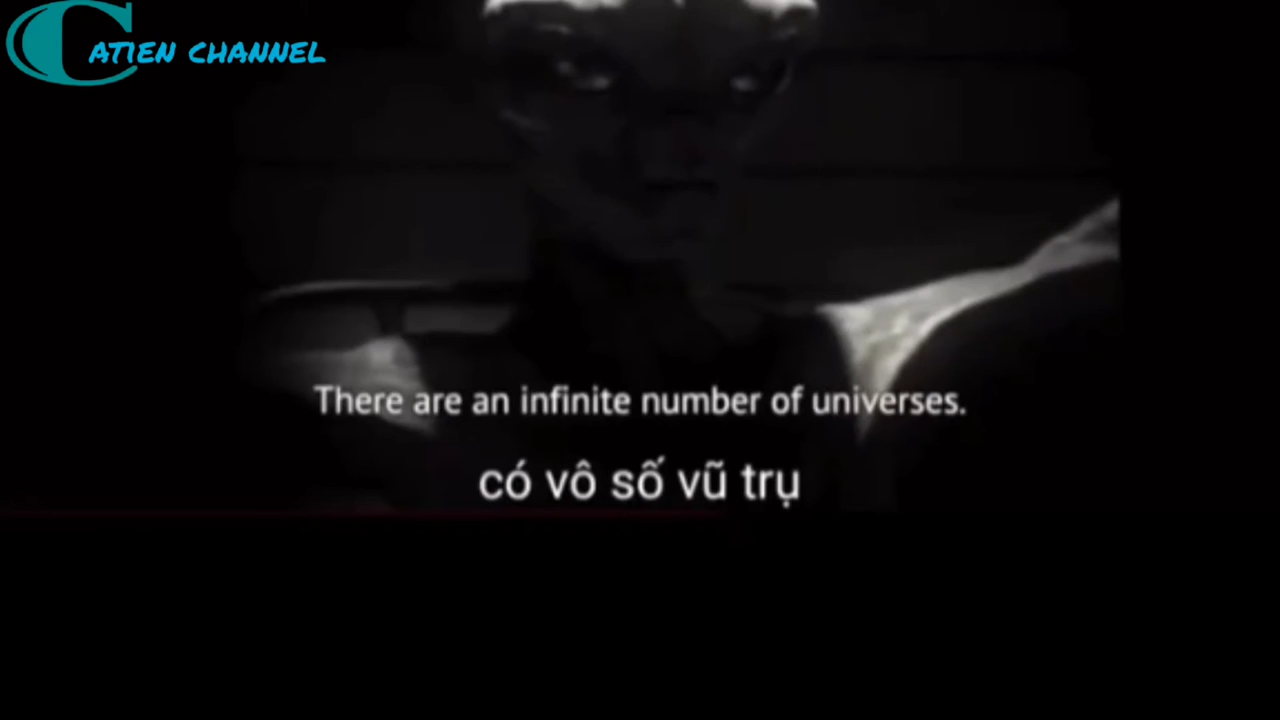 CATIEN CHANNEL
There are an infinite number of universes.
có vô số vũ trụ